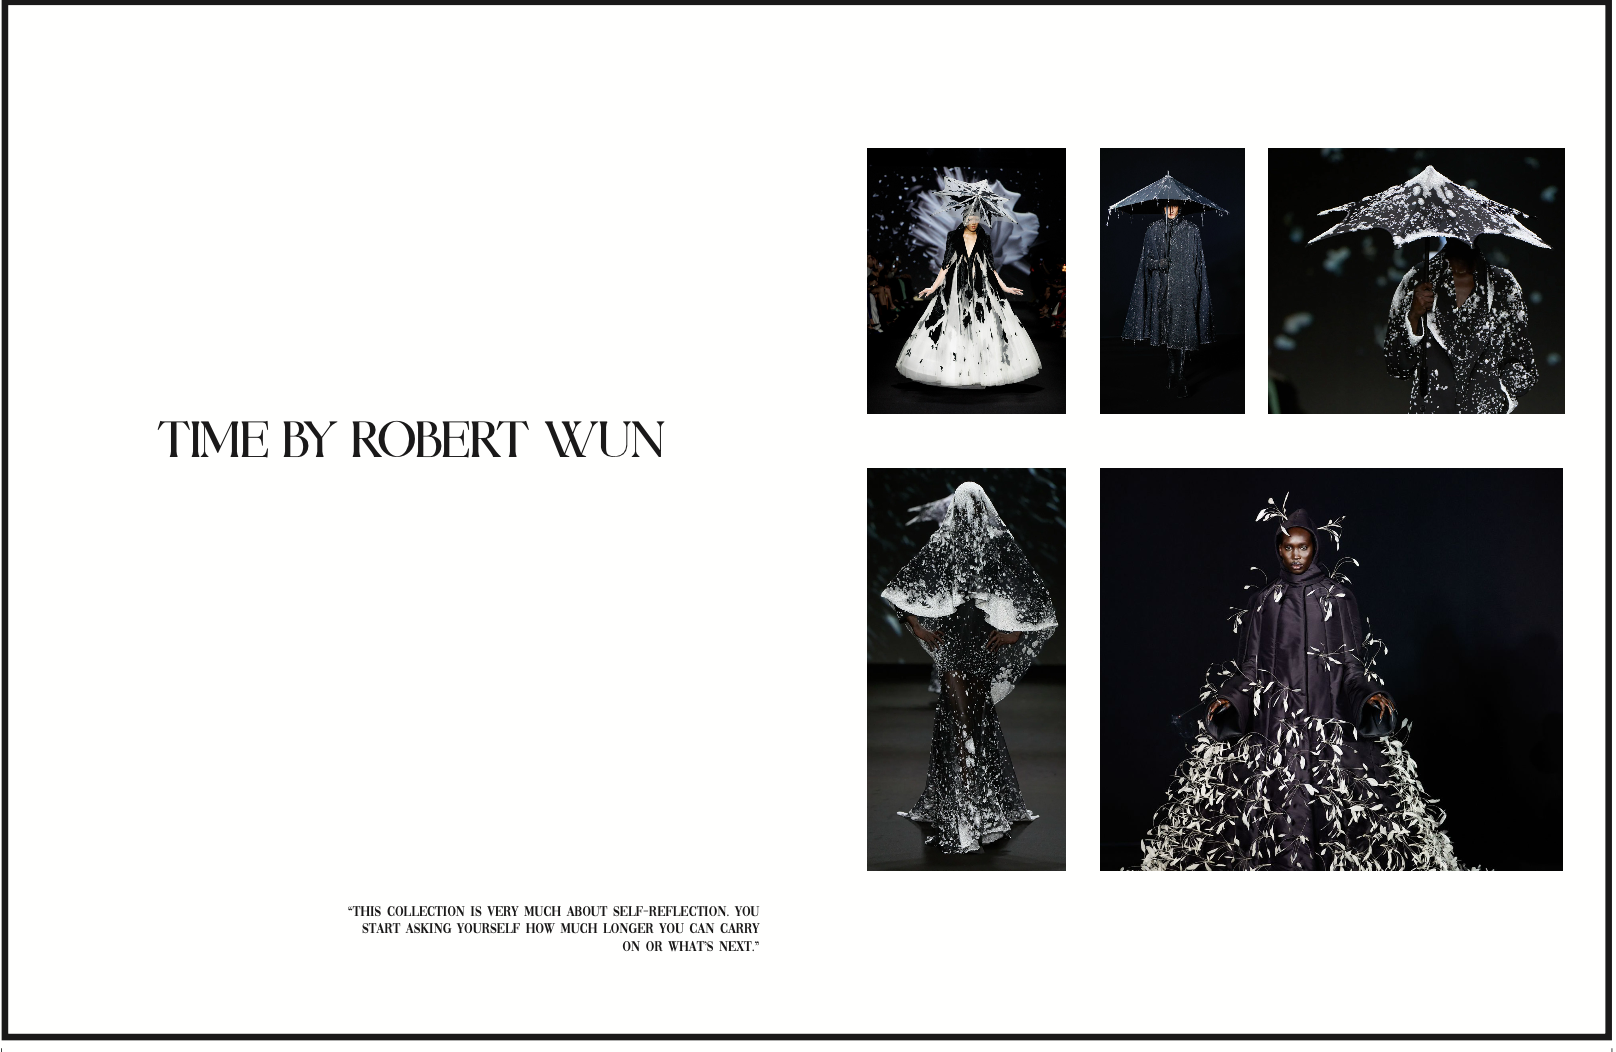 TIME BY ROBERT WUN
“THIS COLLECTION IS VERY MUCH ABOUT SELF-REFLECTION. YOU
START ASKING YOURSELF HOW MUCH LONGER YOU CAN CARRY
ON OR WHAT’S NEXT.”